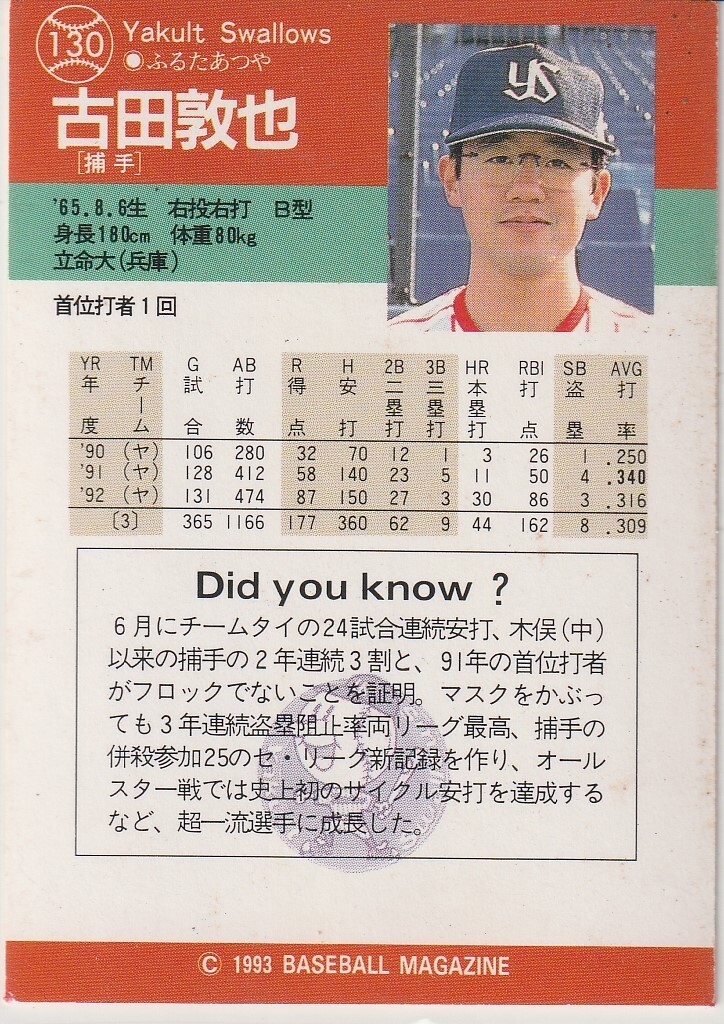 130
Yakult Swallows
●ふるたあつや
古田敦也
[捕手]
YS
'65.8.6生 右投右打 B型
身長180cm 体重80kg
立命大(兵庫)
首位打者1回
YR TM G AB R H 2B 3B HR RBI SB AVG
年度 チーム 試合 打数 得点 安打 二塁打 三塁打 本塁打 打点 盗塁 打率
'90 (ヤ) 106 280 32 70 12 1 3 26 1 .250
'91 (ヤ) 128 412 58 140 23 5 11 50 4 .340
'92 (ヤ) 131 474 87 150 27 3 30 86 3 .316
〔3〕 365 1166 177 360 62 9 44 162 8 .309
Did you know ?
6月にチームタイの24試合連続安打、木俣(中)
以来の捕手の2年連続3割と、91年の首位打者
がフロックでないことを証明。マスクをかぶっ
ても3年連続盗塁阻止率両リーグ最高、捕手の
併殺参加25のセ・リーグ新記録を作り、オール
スター戦では史上初のサイクル安打を達成する
など、超一流選手に成長した。
© 1993 BASEBALL MAGAZINE